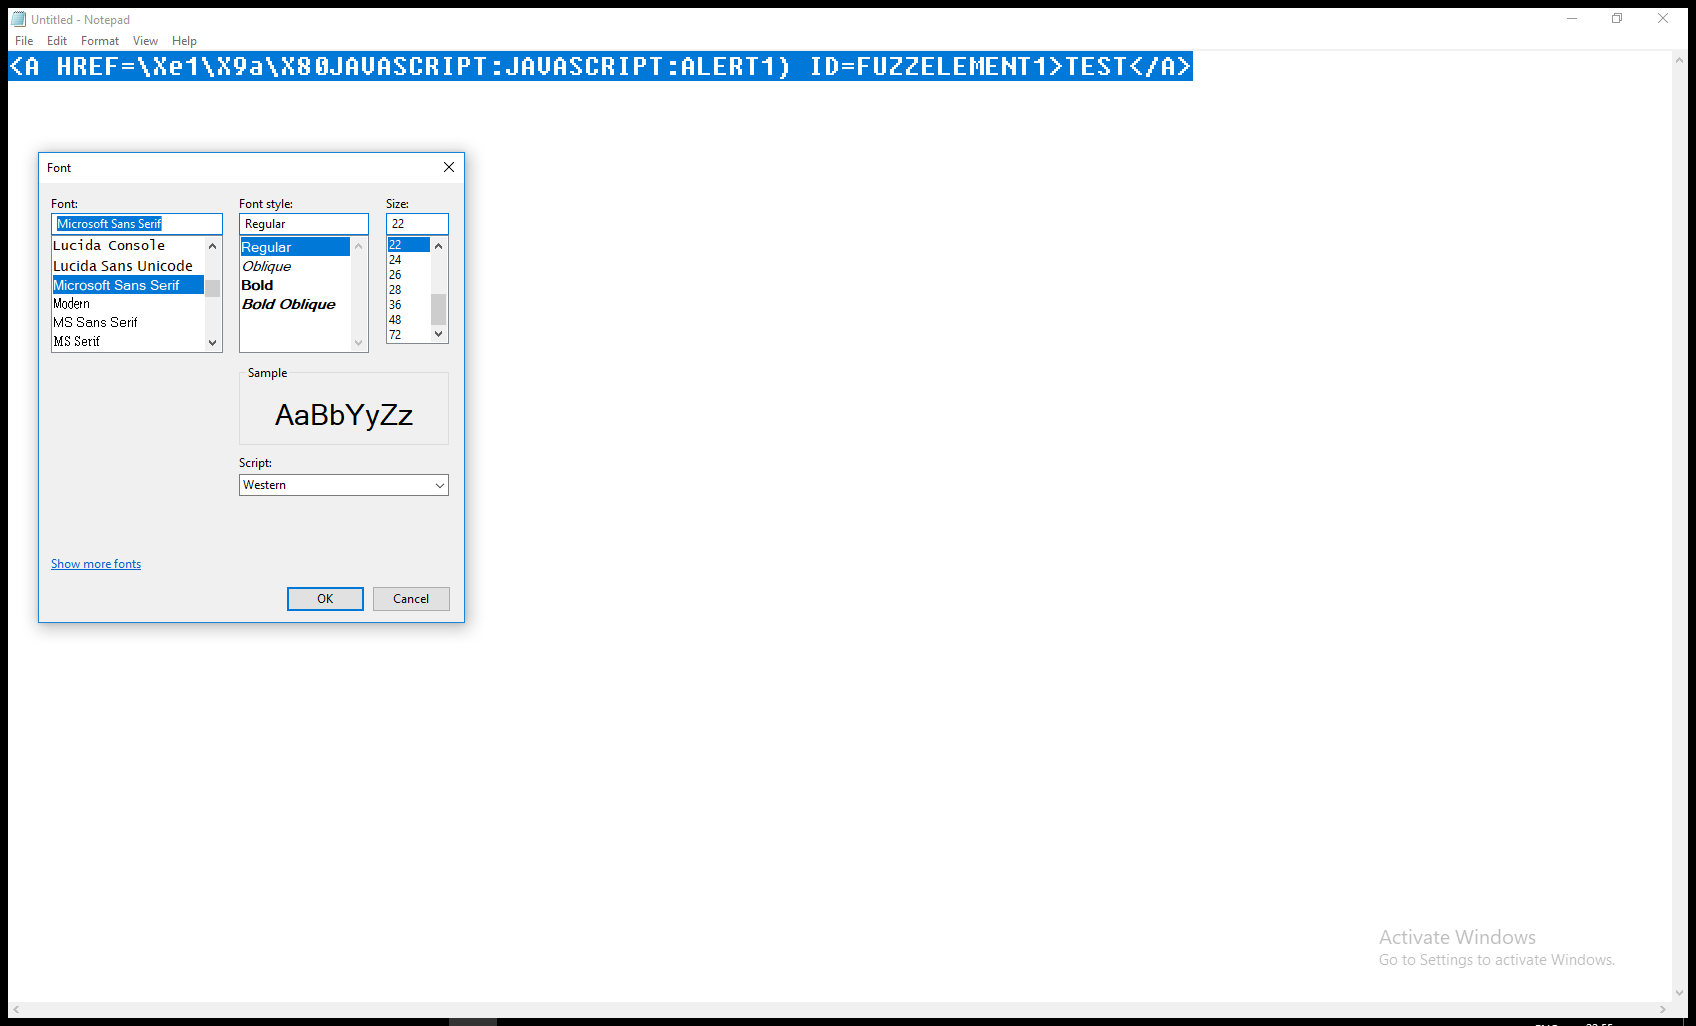 Untitled - Notepad
File Edit Format View Help
<A HREF=\Xe1\X9a\X80JAVASCRIPT:JAVASCRIPT:ALERT1) ID=FUZZELEMENT1>TEST</A>
Font
Font: Font style: Size:
Microsoft Sans Serif Regular 22
Lucida Console
Lucida Sans Unicode
Microsoft Sans Serif
Modern
MS Sans Serif
MS Serif
Regular
Oblique
Bold
Bold Oblique
22
24
26
28
36
48
72
Sample
AaBbYyZz
Script:
Western
Show more fonts
OK Cancel
Activate Windows
Go to Settings to activate Windows.